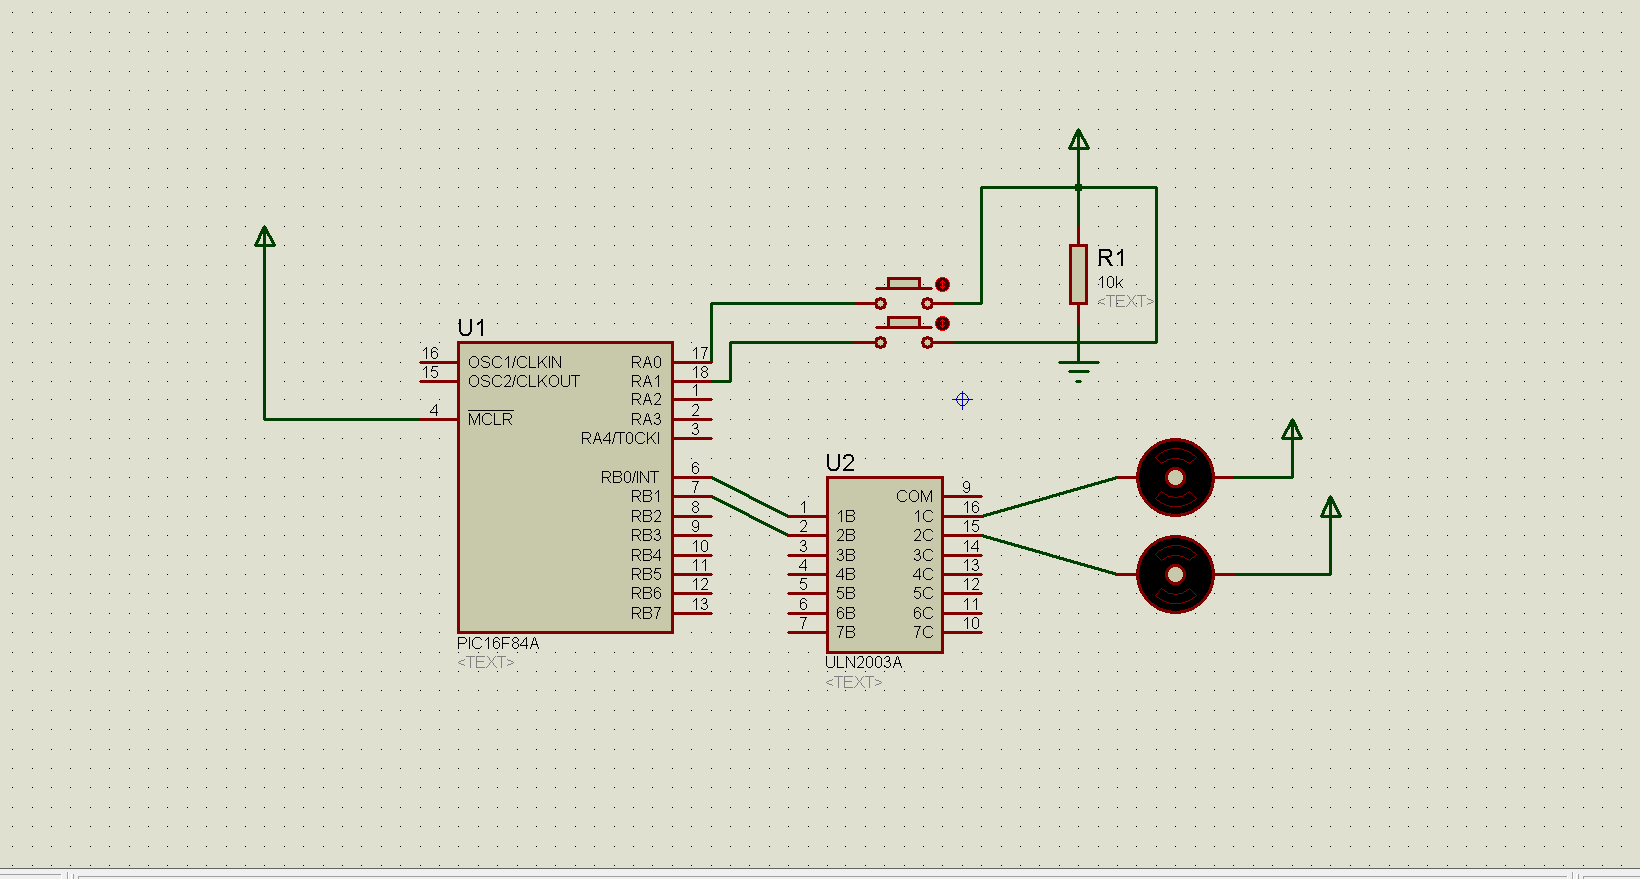 R1
10k
<TEXT>
U1
16 OSC1/CLKIN RA0 17
15 OSC2/CLKOUT RA1 18
RA2 1
4 MCLR RA3 2
RA4/T0CKI 3
RB0/INT 6
RB1 7
RB2 8
RB3 9
RB4 10
RB5 11
RB6 12
RB7 13
PIC16F84A
<TEXT>
U2
COM 9
1 1B 1C 16
2 2B 2C 15
3 3B 3C 14
4 4B 4C 13
5 5B 5C 12
6 6B 6C 11
7 7B 7C 10
ULN2003A
<TEXT>